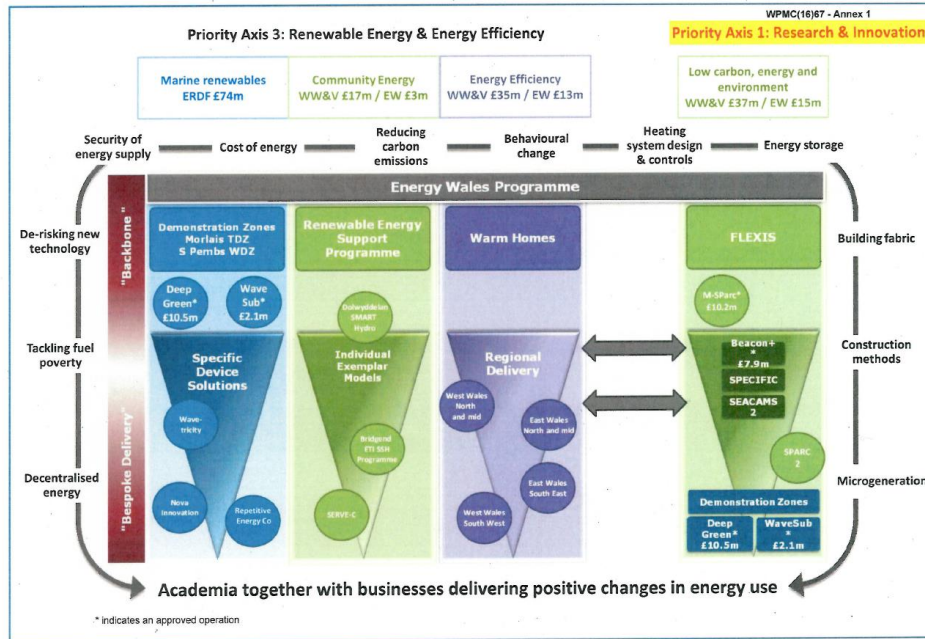 WPMC(16)67 - Annex 1
Priority Axis 3: Renewable Energy & Energy Efficiency
Priority Axis 1: Research & Innovation
Marine renewables
ERDF £74m
Community Energy
WW&V £17m / EW £3m
Energy Efficiency
WW&V £35m / EW £13m
Low carbon, energy and
environment
WW&V £37m / EW £15m
Security of
energy supply
Cost of energy
Reducing
carbon
emissions
Behavioural
change
Heating
system design
& controls
Energy storage
Energy Wales Programme
"Backbone"
De-risking new
technology
Demonstration Zones
Morlais TDZ
S Pembs WDZ
Renewable Energy
Support
Programme
Warm Homes
FLEXIS
Building fabric
Deep
Green*
£10.5m
Wave
Sub*
£2.1m
Dolwyddelan
SMART
Hydro
M-SParc*
£10.2m
Tackling fuel
poverty
Specific
Device
Solutions
Individual
Exemplar
Models
Regional
Delivery
Beacon+
*
£7.9m
SPECIFIC
SEACAMS
2
Construction
methods
"Bespoke Delivery"
Wave-
tricity
Bridgend
ETI SSH
Programme
West Wales
North
and mid
East Wales
North and mid
SPARC
2
Decentralised
energy
Nova
Innovation
Repetitive
Energy Co
SERVE-C
West Wales
South West
East Wales
South East
Demonstration Zones
Deep
Green*
£10.5m
WaveSub
*
£2.1m
Microgeneration
Academia together with businesses delivering positive changes in energy use
* indicates an approved operation